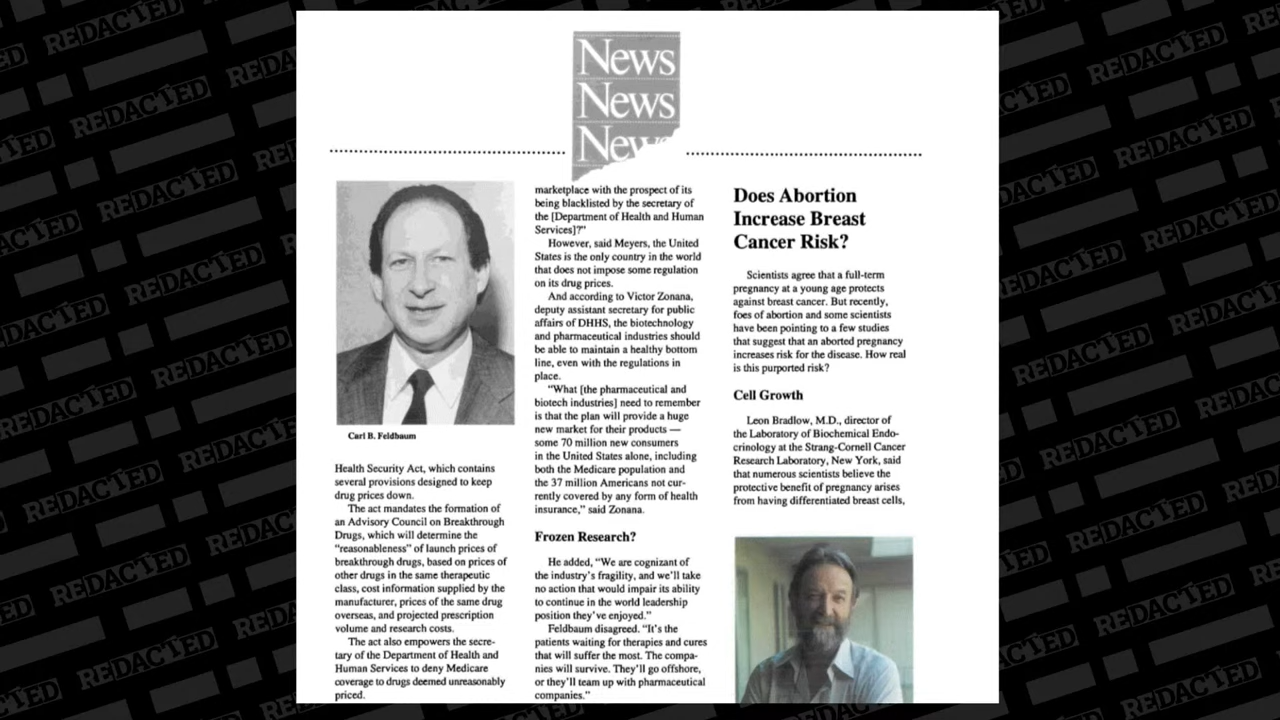 News
News
News
Carl B. Feldbaum
Health Security Act, which contains
several provisions designed to keep
drug prices down.
The act mandates the formation of
an Advisory Council on Breakthrough
Drugs, which will determine the
“reasonableness” of launch prices of
breakthrough drugs, based on prices of
other drugs in the same therapeutic
class, cost information supplied by the
manufacturer, prices of the same drug
overseas, and projected prescription
volume and research costs.
The act also empowers the secre-
tary of the Department of Health and
Human Services to deny Medicare
coverage to drugs deemed unreasonably
priced.
marketplace with the prospect of its
being blacklisted by the secretary of
the [Department of Health and Human
Services]?”
However, said Meyers, the United
States is the only country in the world
that does not impose some regulation
on its drug prices.
And according to Victor Zonana,
deputy assistant secretary for public
affairs of DHHS, the biotechnology
and pharmaceutical industries should
be able to maintain a healthy bottom
line, even with the regulations in
place.
“What [the pharmaceutical and
biotech industries] need to remember
is that the plan will provide a huge
new market for their products —
some 70 million new consumers
in the United States alone, including
both the Medicare population and
the 37 million Americans not cur-
rently covered by any form of health
insurance,” said Zonana.
Frozen Research?
He added, “We are cognizant of
the industry’s fragility, and we’ll take
no action that would impair its ability
to continue in the world leadership
position they’ve enjoyed.”
Feldbaum disagreed. “It’s the
patients waiting for therapies and cures
that will suffer the most. The compa-
nies will survive. They’ll go offshore,
or they’ll team up with pharmaceutical
companies.”
Does Abortion
Increase Breast
Cancer Risk?
Scientists agree that a full-term
pregnancy at a young age protects
against breast cancer. But recently,
foes of abortion and some scientists
have been pointing to a few studies
that suggest that an aborted pregnancy
increases risk for the disease. How real
is this purported risk?
Cell Growth
Leon Bradlow, M.D., director of
the Laboratory of Biochemical Endo-
crinology at the Strang-Cornell Cancer
Research Laboratory, New York, said
that numerous scientists believe the
protective benefit of pregnancy arises
from having differentiated breast cells,
REDACTED
REDACTED
REDACTED
REDACTED
REDACTED
REDACTED
REDACTED
REDACTED
REDACTED
REDACTED
REDACTED
REDACTED